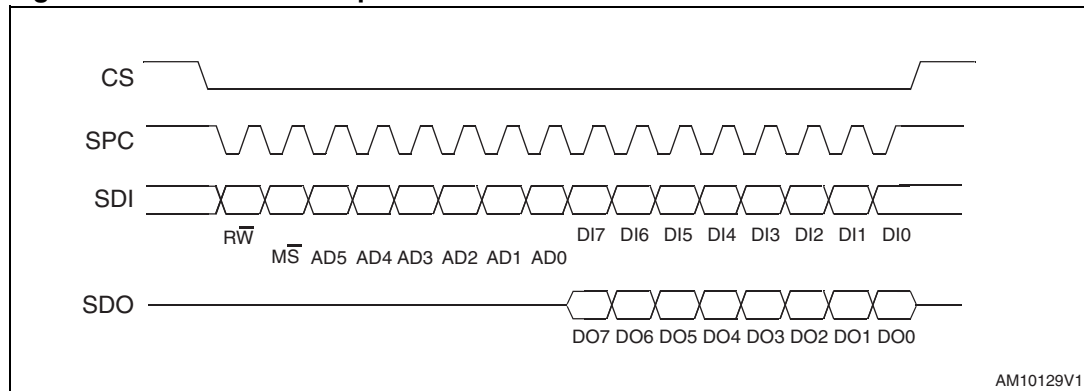 CS
SPC
SDI
RW̅
DI7 DI6 DI5 DI4 DI3 DI2 DI1 DI0
MS̅ AD5 AD4 AD3 AD2 AD1 AD0
SDO
DO7 DO6 DO5 DO4 DO3 DO2 DO1 DO0
AM10129V1